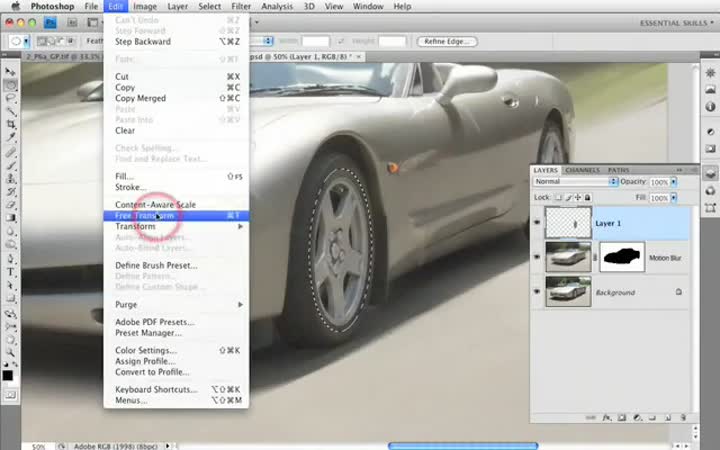 Photoshop File Edit Image Layer Select Filter Analysis 3D View Window Help
ESSENTIAL SKILLS
Refine Edge...
2_P6a_GP.tif @ 33.3%
.psd @ 50% (Layer 1, RGB/8) *
Can't Undo ⌘Z
Step Forward ⇧⌘Z
Step Backward ⌥⌘Z
Fade...
Cut ⌘X
Copy ⌘C
Copy Merged ⇧⌘C
Paste ⌘V
Paste Into ⇧⌘V
Clear
Check Spelling...
Find and Replace Text...
Fill... ⇧F5
Stroke...
Content-Aware Scale
Free Transform ⌘T
Transform
Auto-Align Layers...
Auto-Blend Layers...
Define Brush Preset...
Define Pattern...
Define Custom Shape...
Purge
Adobe PDF Presets...
Preset Manager...
Color Settings... ⇧⌘K
Assign Profile...
Convert to Profile...
Keyboard Shortcuts... ⌥⇧⌘K
Menus... ⌥⇧⌘M
LAYERS CHANNELS PATHS
Normal Opacity: 100%
Lock: Fill: 100%
Layer 1
Motion Blur
Background
50% Adobe RGB (1998) (8bpc)